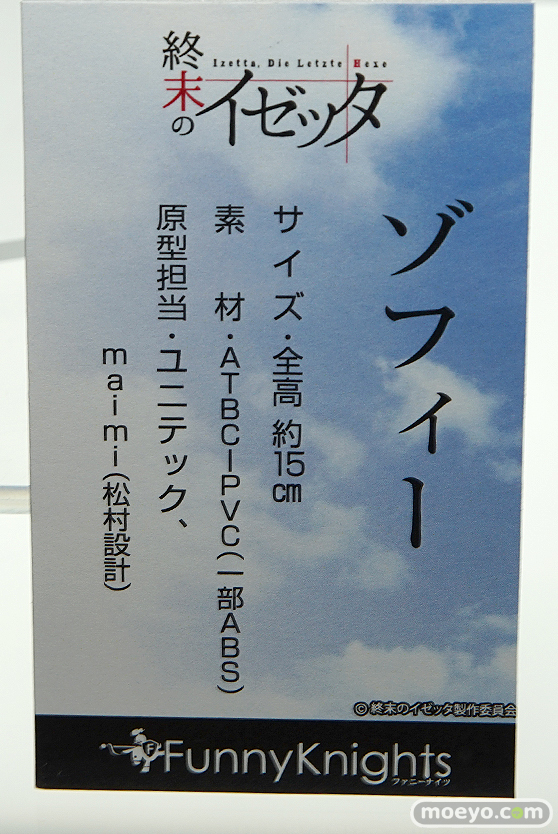 Izetta, Die Letzte Hexe
終末のイゼッタ
ゾフィー
サイズ・全高 約15cm
素　材・ATBC-PVC(一部ABS)
原型担当・ユニテック、
maimi(松村設計)
© 終末のイゼッタ製作委員会
FunnyKnights
ファニーナイツ
moeyo.com